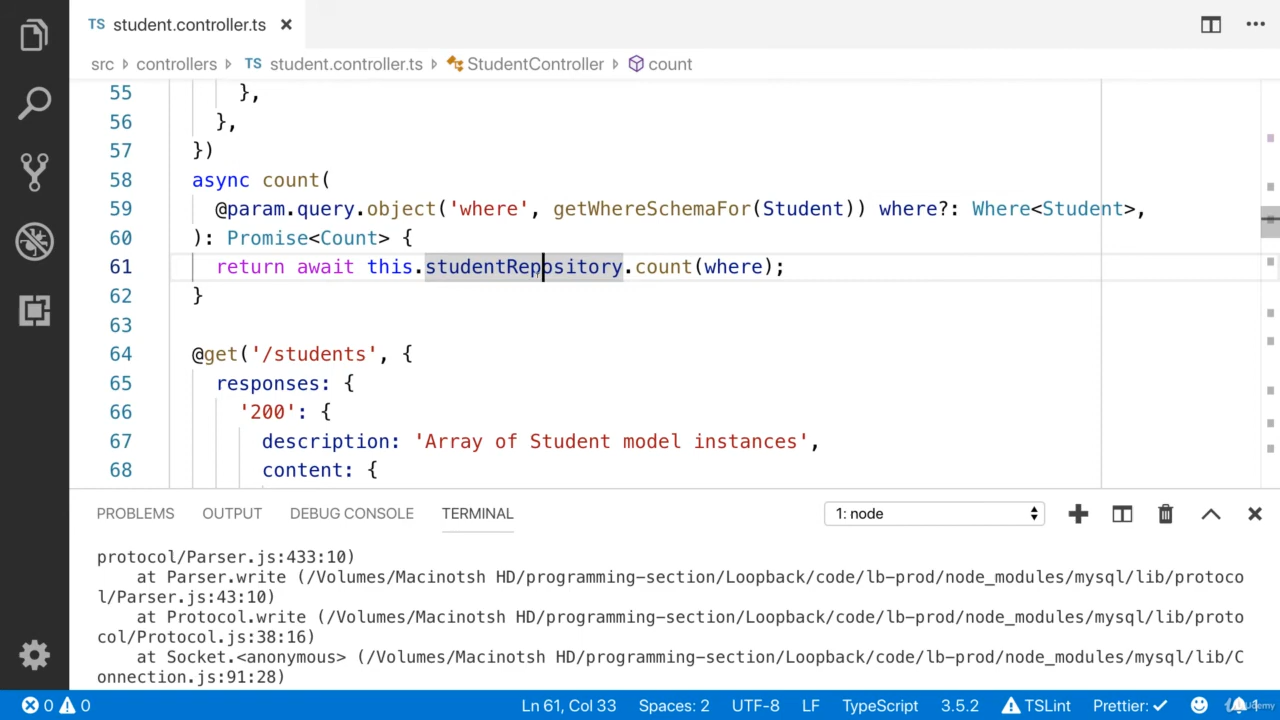 TS student.controller.ts ×
src controllers TS student.controller.ts StudentController count
55 },
56 },
57 })
58 async count(
59 @param.query.object('where', getWhereSchemaFor(Student)) where?: Where<Student>,
60 ): Promise<Count> {
61 return await this.studentRepository.count(where);
62 }
63
64 @get('/students', {
65 responses: {
66 '200': {
67 description: 'Array of Student model instances',
68 content: {
PROBLEMS OUTPUT DEBUG CONSOLE TERMINAL 1: node
protocol/Parser.js:433:10)
at Parser.write (/Volumes/Macinotsh HD/programming-section/Loopback/code/lb-prod/node_modules/mysql/lib/protoco
l/Parser.js:43:10)
at Protocol.write (/Volumes/Macinotsh HD/programming-section/Loopback/code/lb-prod/node_modules/mysql/lib/proto
col/Protocol.js:38:16)
at Socket.<anonymous> (/Volumes/Macinotsh HD/programming-section/Loopback/code/lb-prod/node_modules/mysql/lib/C
onnection.js:91:28)
0 0 Ln 61, Col 33 Spaces: 2 UTF-8 LF TypeScript 3.5.2 TSLint Prettier: ✓ 1 Udemy